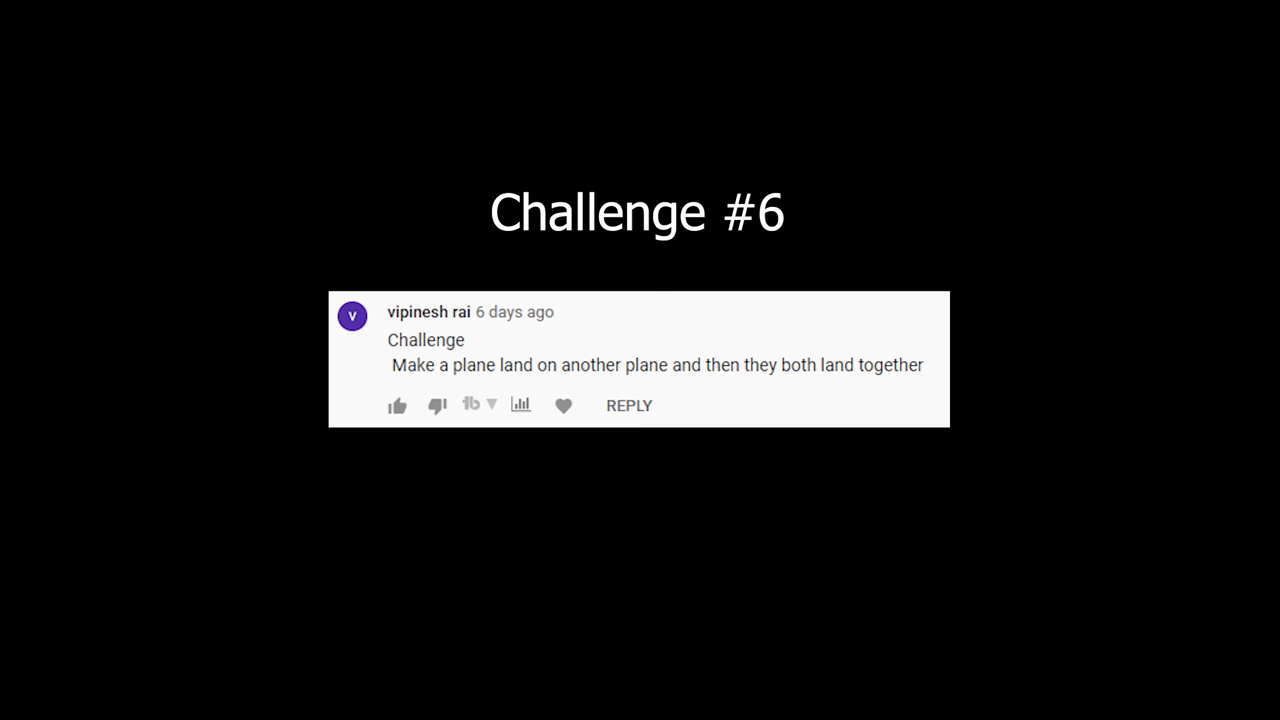 Challenge #6
V
vipinesh rai 6 days ago
Challenge
Make a plane land on another plane and then they both land together
tb
REPLY